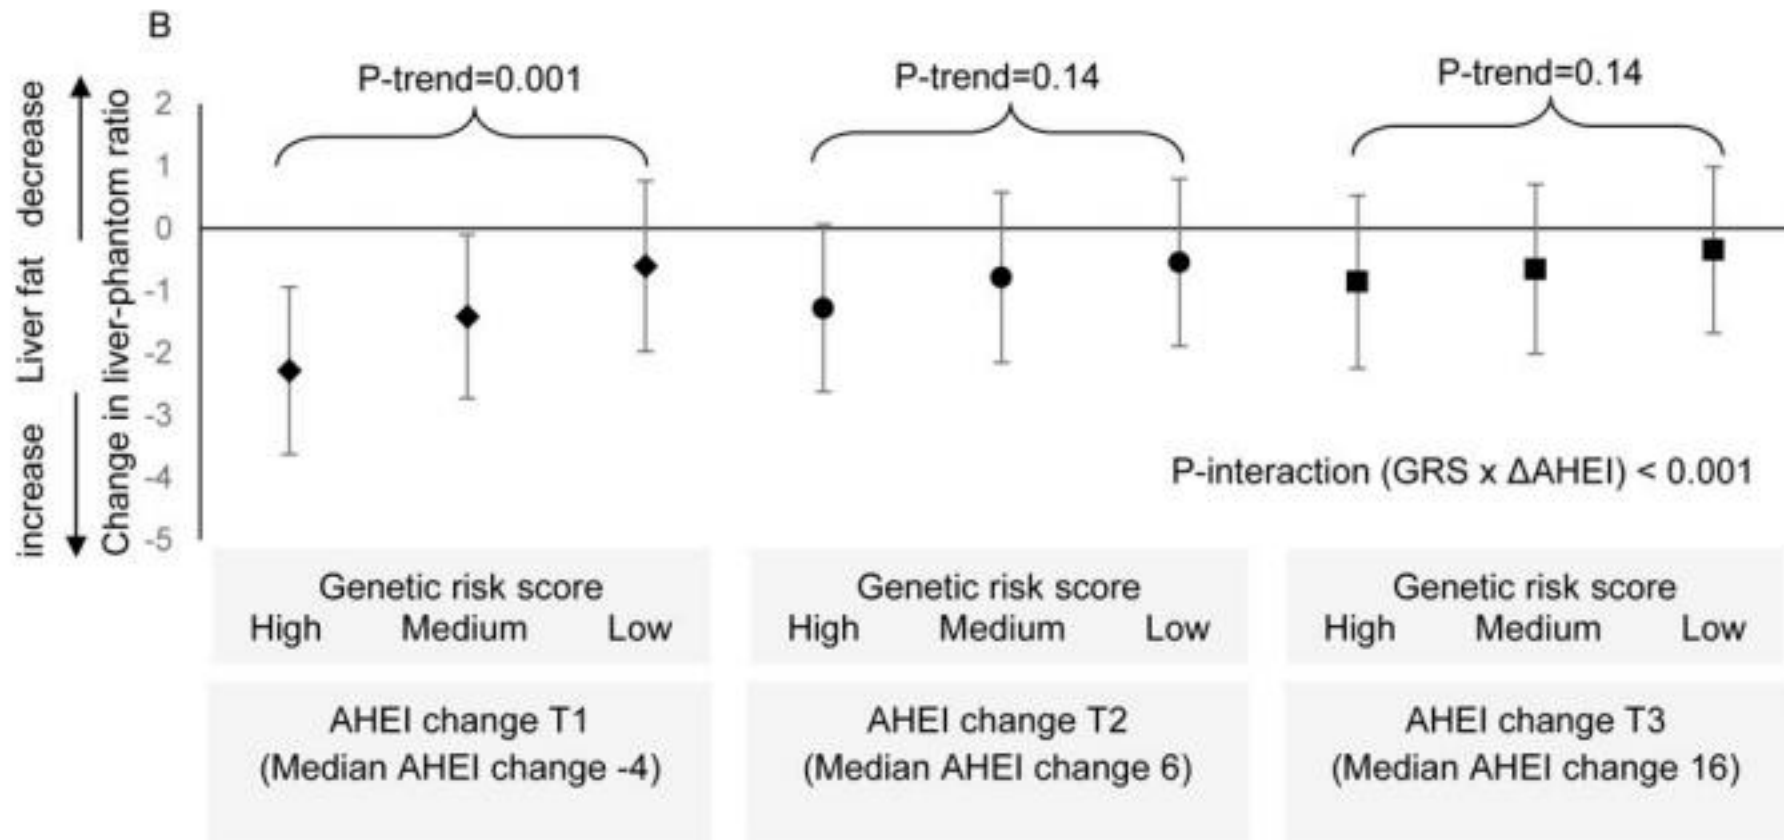 B
P-trend=0.001
P-trend=0.14
P-trend=0.14
increase Liver fat decrease
Change in liver-phantom ratio
2
1
0
-1
-2
-3
-4
-5
P-interaction (GRS x ΔAHEI) < 0.001
Genetic risk score
High Medium Low
Genetic risk score
High Medium Low
Genetic risk score
High Medium Low
AHEI change T1
(Median AHEI change -4)
AHEI change T2
(Median AHEI change 6)
AHEI change T3
(Median AHEI change 16)